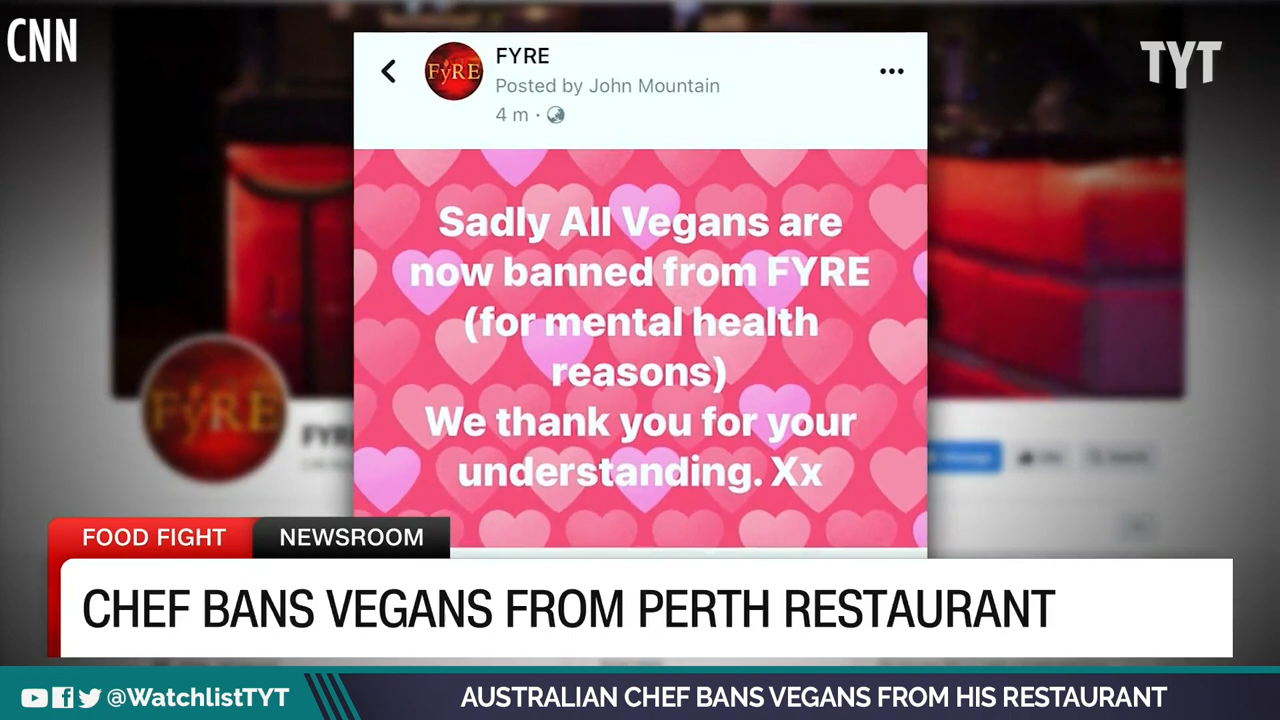 CNN
TYT
FYRE
FyRE
Posted by John Mountain
4 m ·
Sadly All Vegans are
now banned from FYRE
(for mental health
reasons)
We thank you for your
understanding. Xx
FyRE
FOOD FIGHT
NEWSROOM
CHEF BANS VEGANS FROM PERTH RESTAURANT
@WatchlistTYT
AUSTRALIAN CHEF BANS VEGANS FROM HIS RESTAURANT